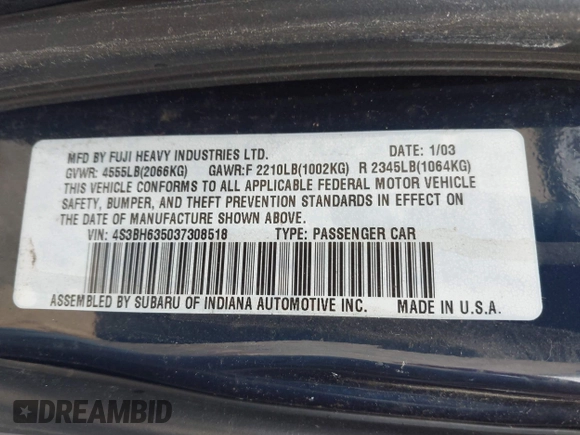 MFD BY FUJI HEAVY INDUSTRIES LTD. DATE: 1/03
GVWR: 4555LB(2066KG) GAWR:F 2210LB(1002KG) R 2345LB(1064KG)
THIS VEHICLE CONFORMS TO ALL APPLICABLE FEDERAL MOTOR VEHICLE
SAFETY, BUMPER, AND THEFT PREVENTION STANDARDS IN EFFECT ON
THE DATE OF MANUFACTURE SHOWN ABOVE.
VIN: 4S3BH635037308518 TYPE: PASSENGER CAR
ASSEMBLED BY SUBARU OF INDIANA AUTOMOTIVE INC. MADE IN U.S.A.
DREAMBID